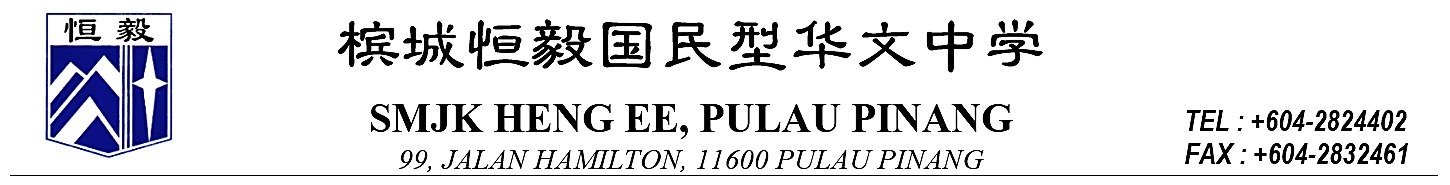 恒毅
槟城恒毅国民型华文中学
SMJK HENG EE, PULAU PINANG
99, JALAN HAMILTON, 11600 PULAU PINANG
TEL : +604-2824402
FAX : +604-2832461